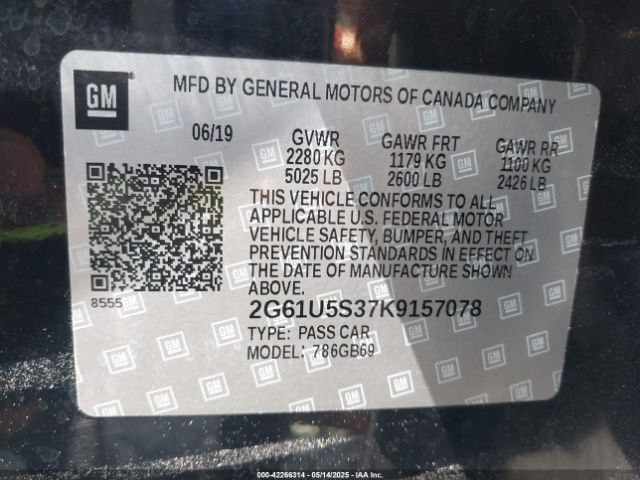 GM
MFD BY GENERAL MOTORS OF CANADA COMPANY
06/19 GVWR GAWR FRT GAWR RR
2280 KG 1179 KG 1100 KG
5025 LB 2600 LB 2426 LB
THIS VEHICLE CONFORMS TO ALL
APPLICABLE U.S. FEDERAL MOTOR
VEHICLE SAFETY, BUMPER, AND THEFT
PREVENTION STANDARDS IN EFFECT ON
THE DATE OF MANUFACTURE SHOWN
ABOVE.
8555
2G61U5S37K9157078
TYPE: PASS CAR
MODEL: 786GB69
000-42266314 - 05/14/2025 - IAA Inc.